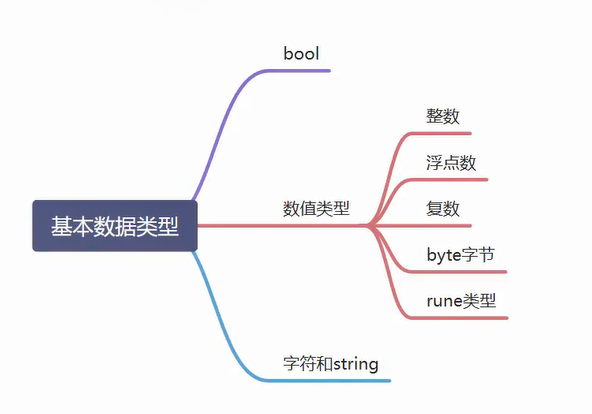 基本数据类型
bool
数值类型
整数
浮点数
复数
byte字节
rune类型
字符和string